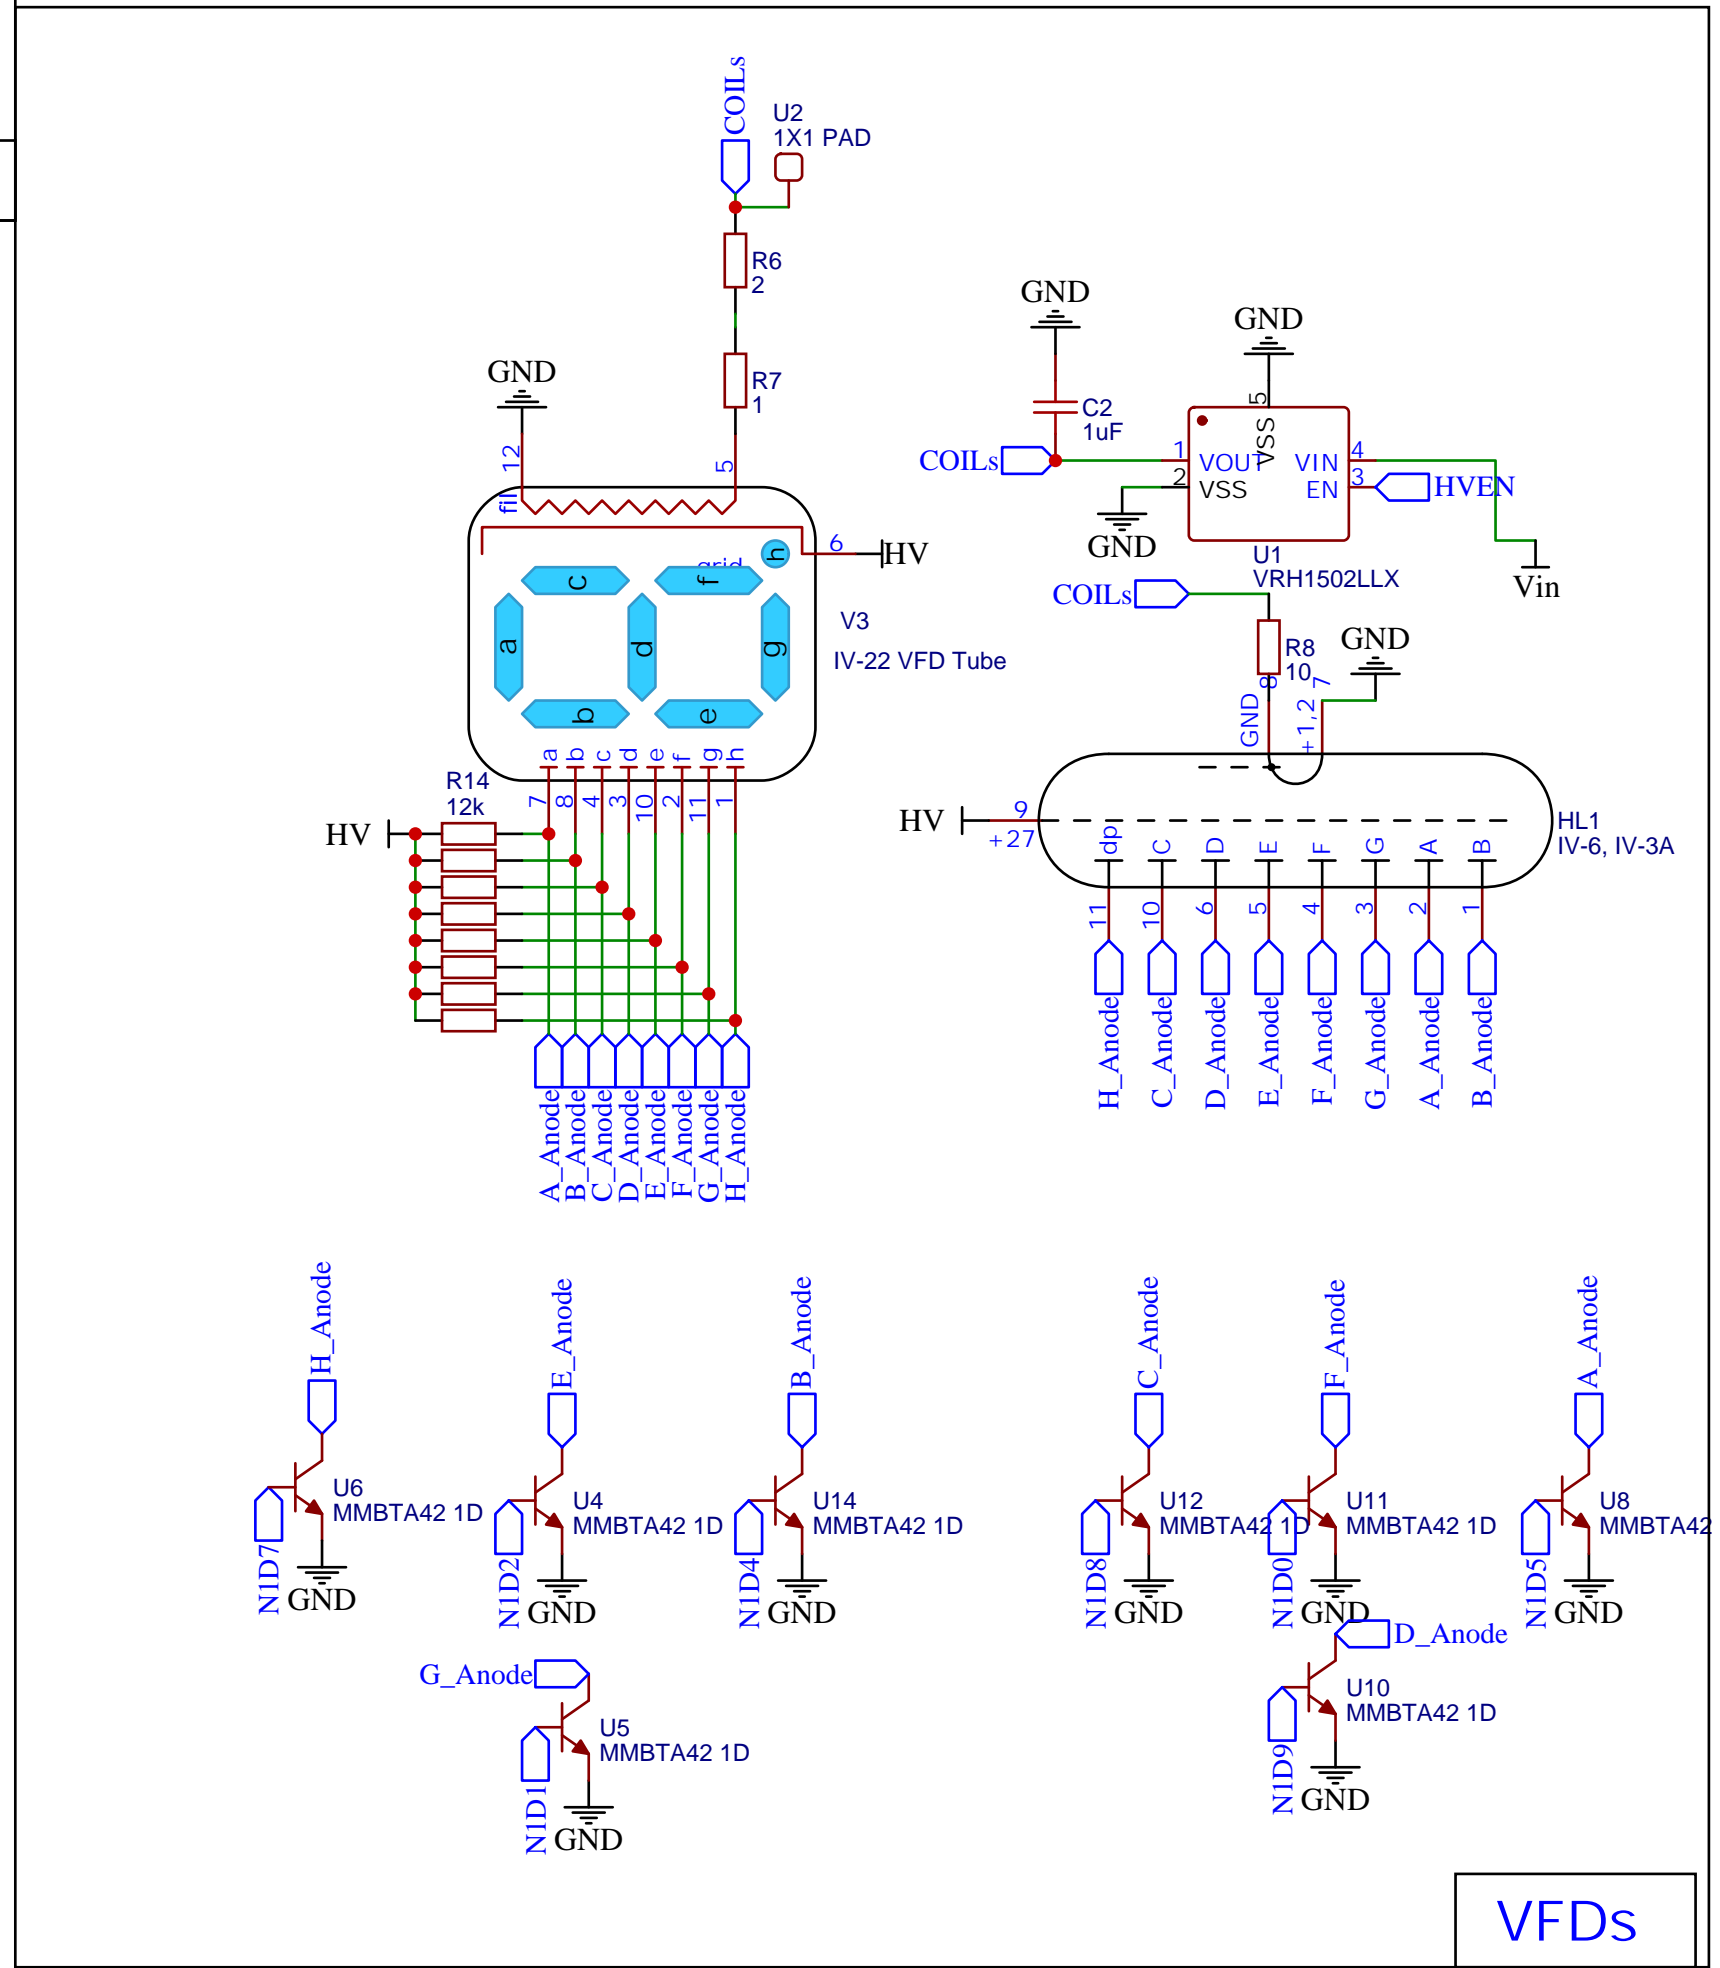 COILs
U2
1X1 PAD
R6
2
R7
1
GND
12
5
fil
grid
6
HV
h
c
f
a
d
g
b
e
V3
IV-22 VFD Tube
a
b
c
d
e
f
g
h
7
8
4
3
10
2
11
1
R14
12k
HV
A_Anode
B_Anode
C_Anode
D_Anode
E_Anode
F_Anode
G_Anode
H_Anode
GND
C2
1uF
COILs
GND
5
VSS
1
VOUT
2
VSS
VIN
4
EN
3
HVEN
GND
U1
VRH1502LLX
Vin
COILs
R8
10
GND
8
7
GND
+1,2
HV
9
+27
HL1
IV-6, IV-3A
dp
C
D
E
F
G
A
B
11
10
6
5
4
3
2
1
H_Anode
C_Anode
D_Anode
E_Anode
F_Anode
G_Anode
A_Anode
B_Anode
H_Anode
U6
MMBTA42 1D
N1D7
GND
E_Anode
U4
MMBTA42 1D
N1D2
GND
B_Anode
U14
MMBTA42 1D
N1D4
GND
C_Anode
U12
MMBTA42 1D
N1D8
GND
F_Anode
U11
MMBTA42 1D
N1D0
GND
A_Anode
U8
MMBTA42
N1D5
GND
G_Anode
U5
MMBTA42 1D
N1D1
GND
D_Anode
U10
MMBTA42 1D
N1D9
GND
VFDs